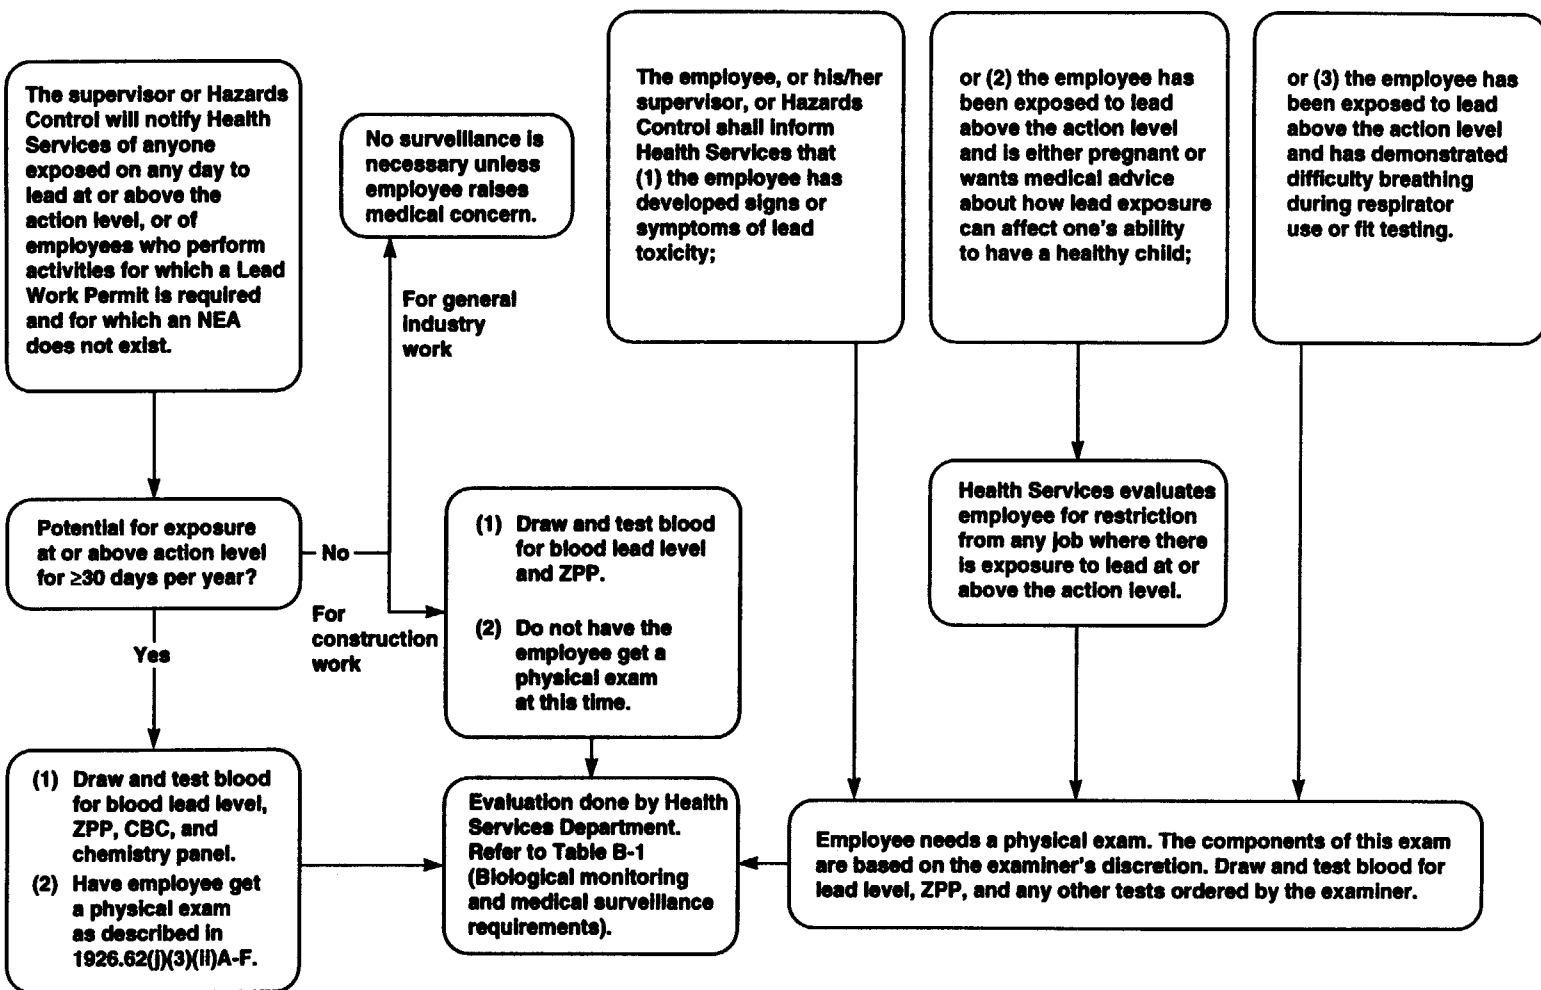 The supervisor or Hazards
Control will notify Health
Services of anyone
exposed on any day to
lead at or above the
action level, or of
employees who perform
activities for which a Lead
Work Permit is required
and for which an NEA
does not exist.
No surveillance is
necessary unless
employee raises
medical concern.
The employee, or his/her
supervisor, or Hazards
Control shall inform
Health Services that
(1) the employee has
developed signs or
symptoms of lead
toxicity;
or (2) the employee has
been exposed to lead
above the action level
and is either pregnant or
wants medical advice
about how lead exposure
can affect one's ability
to have a healthy child;
or (3) the employee has
been exposed to lead
above the action level
and has demonstrated
difficulty breathing
during respirator
use or fit testing.
For general
industry
work
Potential for exposure
at or above action level
for ≥30 days per year?
No
For
construction
work
Yes
(1) Draw and test blood
for blood lead level
and ZPP.
(2) Do not have the
employee get a
physical exam
at this time.
Health Services evaluates
employee for restriction
from any job where there
is exposure to lead at or
above the action level.
(1) Draw and test blood
for blood lead level,
ZPP, CBC, and
chemistry panel.
(2) Have employee get
a physical exam
as described in
1926.62(j)(3)(ii)A-F.
Evaluation done by Health
Services Department.
Refer to Table B-1
(Biological monitoring
and medical surveillance
requirements).
Employee needs a physical exam. The components of this exam
are based on the examiner's discretion. Draw and test blood for
lead level, ZPP, and any other tests ordered by the examiner.